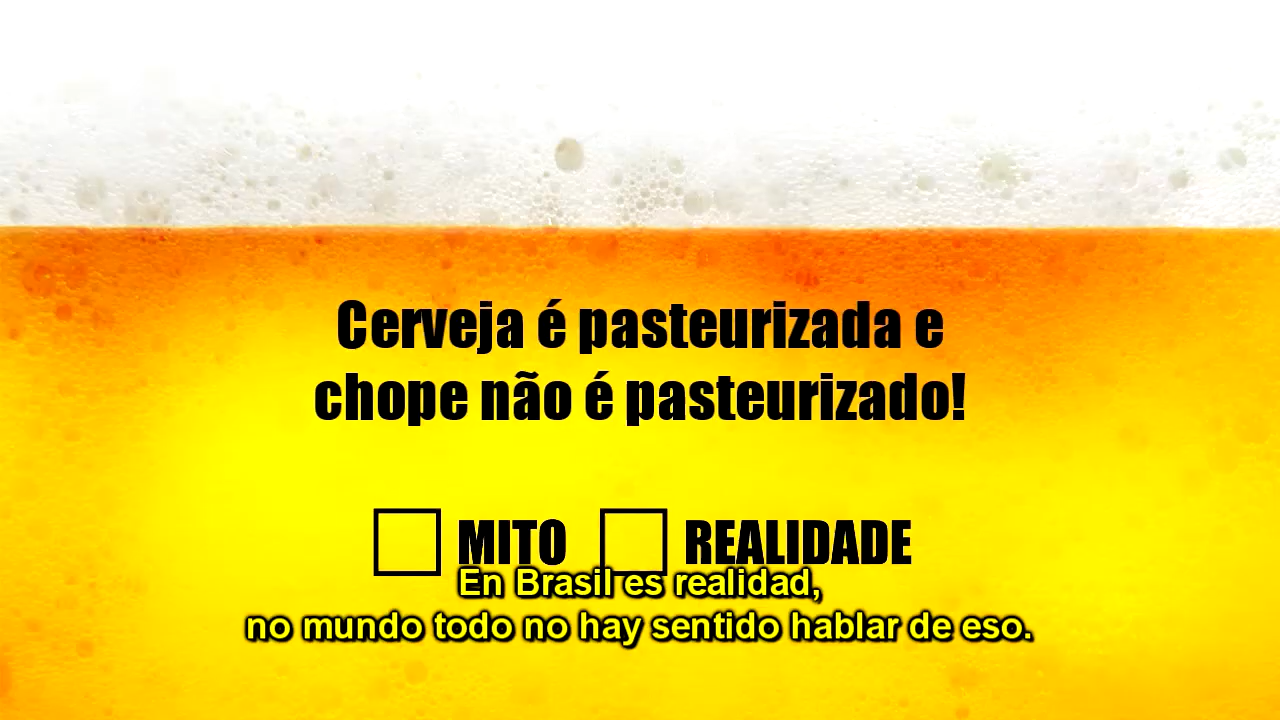 Cerveja é pasteurizada e
chope não é pasteurizado!
MITO REALIDADE
En Brasil es realidad,
no mundo todo no hay sentido hablar de eso.